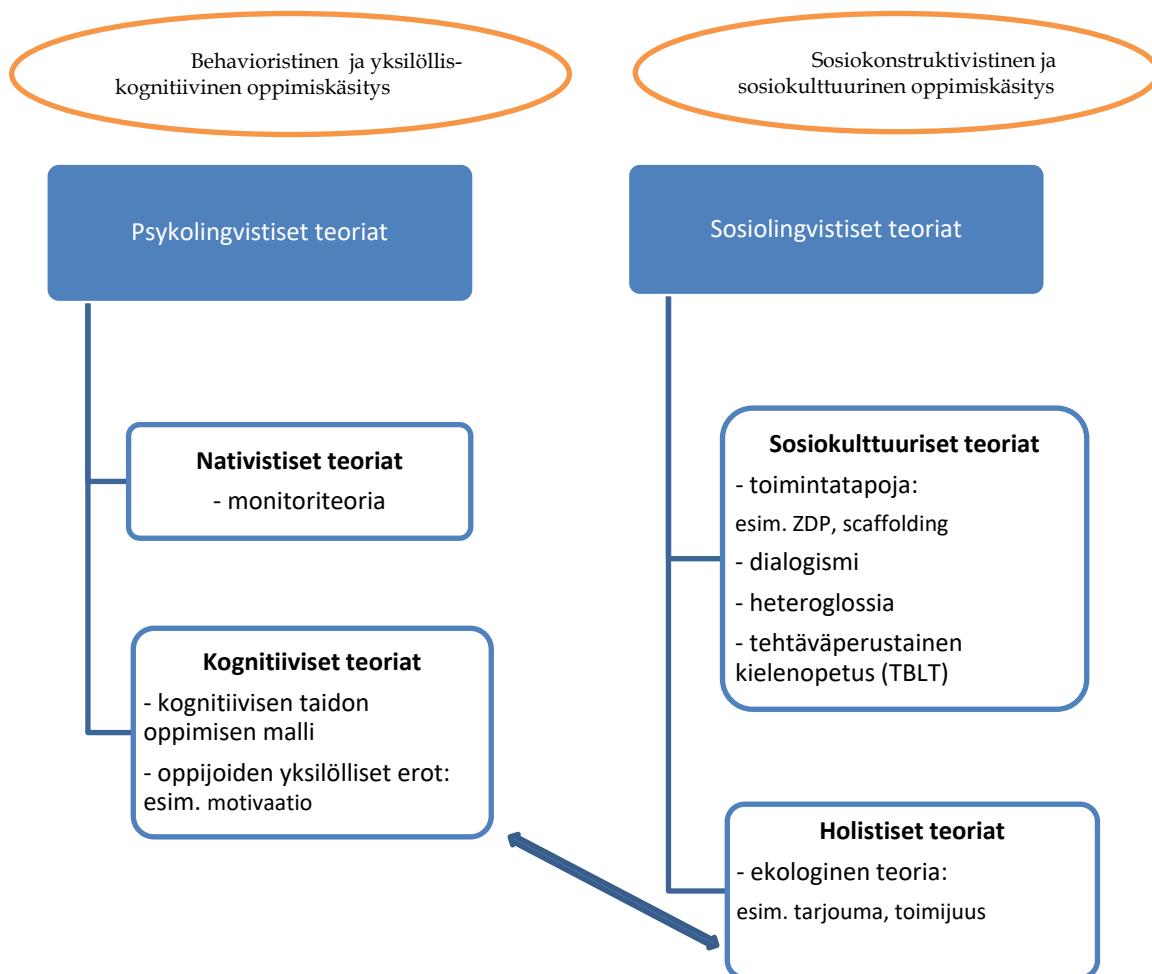 Behavioristinen ja yksilöllis-
kognitiivinen oppimiskäsitys
Sosiokonstruktivistinen ja
sosiokulttuurinen oppimiskäsitys
Psykolingvistiset teoriat
Sosiolingvistiset teoriat
Nativistiset teoriat
- monitoriteoria
Kognitiiviset teoriat
- kognitiivisen taidon
oppimisen malli
- oppijoiden yksilölliset erot:
esim. motivaatio
Sosiokulttuuriset teoriat
- toimintatapoja:
esim. ZDP, scaffolding
- dialogismi
- heteroglossia
- tehtäväperustainen
kielenopetus (TBLT)
Holistiset teoriat
- ekologinen teoria:
esim. tarjouma, toimijuus